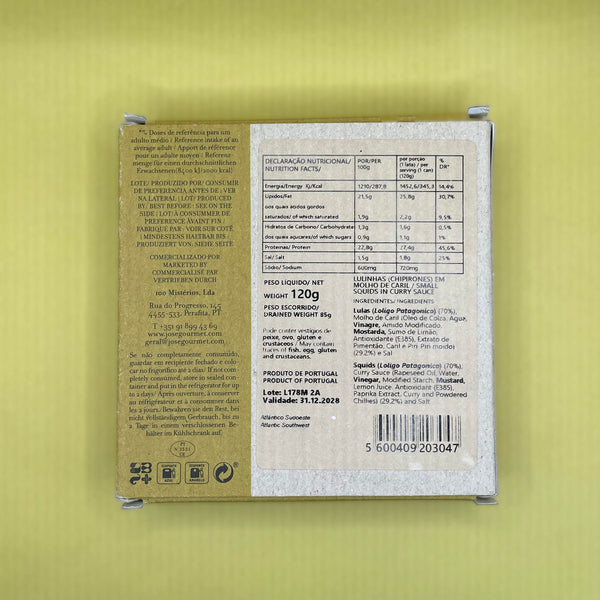 *% Doses de referência para um
adulto médio / Reference intake of an
average adult / Apport de référence
pour un adulte moyen / Referenz-
menge für einen durchschnittlichen
Erwachsenen(8400 kJ/2000 kcal)
LOTE/ PRODUZIDO POR/CONSUMIR
DE PREFERÊNCIA ANTES DE :VER
NA LATERAL | LOT/ PRODUCED
BY/ BEST BEFORE: SEE ON THE
SIDE | LOT/ À CONSUMMER DE
PREFERENCE AVAINT FIN /
FABRIQUE PAR : VOIR SUR COTÉ
| MINDESTENS HALTBAR BIS -
PRODUZIERT VON: SIEHE SEITE
COMERCIALIZADO POR
MARKETED BY
COMMERCIALISÉ PAR
VERTRIEBEN DURCH
100 Mistérios, Lda
Rua do Progresso, 145
4455-533, Perafita, PT
T +351 91 899 43 69
geral@josegourmet.com
Se não completamente consumido,
guardar em recipiente fechado e colo-
car no frigorífico até 2 dias/ If not com-
pletely consumed, store in sealed con-
tainer and put in the refrigerator for up
to 2 days/ Après ouverture, à conserver
au réfrigérateur et à consommer dans
les 2 jours./Bewahren sie den Rest, bei
nicht vollständigem Gebrauch, bis zu
2 Tage in einem verschlossenen Be-
hälter im Kühlschrank auf.
PT
CE
DECLARAÇÃO NUTRICIONAL/ NUTRITION FACTS/ POR/PER 100g por porção (1 lata) / per serving (1 can) (120g) % DR*
Energia/Energy Kj/Kcal 1210/287,8 1452,6/345,3 14,4%
Lípidos/Fat 21,5g 25,8g 30,7%
dos quais ácidos gordos
saturados/of which saturated 1,9g 2,2g 9,5%
Hidratos de Carbono/ Carbohydrate 1,3g 1,6g 0,5%
dos quais açucares/of which sugars 0,9g 1,1g 1%
Proteínas/ Protein 22,8g 27,4g 45,6%
Sal/ Salt 1,5g 1,8g 25%
Sódio/ Sodium 600mg 720mg
PESO LÍQUIDO/ NET
WEIGHT 120g
PESO ESCORRIDO/
DRAINED WEIGHT 85g
Pode conter vestígios de
peixe, ovo, gluten e
crustaceos / May contain
traces of fish, egg, gluten
and crustaceans.
PRODUTO DE PORTUGAL
PRODUCT OF PORTUGAL
Lote: L178M 2A
Validade: 31.12.2028
Atlântico Sudoeste
Atlantic Southwest
LULINHAS (CHIPIRONES) EM
MOLHO DE CARIL / SMALL
SQUIDS IN CURRY SAUCE
INGREDIENTES/ INGREDIENTS/
Lulas (Loligo Patagonica) (70%),
Molho de Caril (Óleo de Colza, Água,
Vinagre, Amido Modificado,
Mostarda, Sumo de Limão,
Antioxidante (E385), Extrato de
Pimentão, Caril e Piri-Piri moído)
(29.2%) e Sal
Squids (Loligo Patagonica) (70%),
Curry Sauce (Rapeseed Oil, Water,
Vinegar, Modified Starch, Mustard,
Lemon Juice, Antioxidant (E385),
Paprika Extract, Curry and Powdered
Chillies) (29.2%) and Salt
5 600409 203047